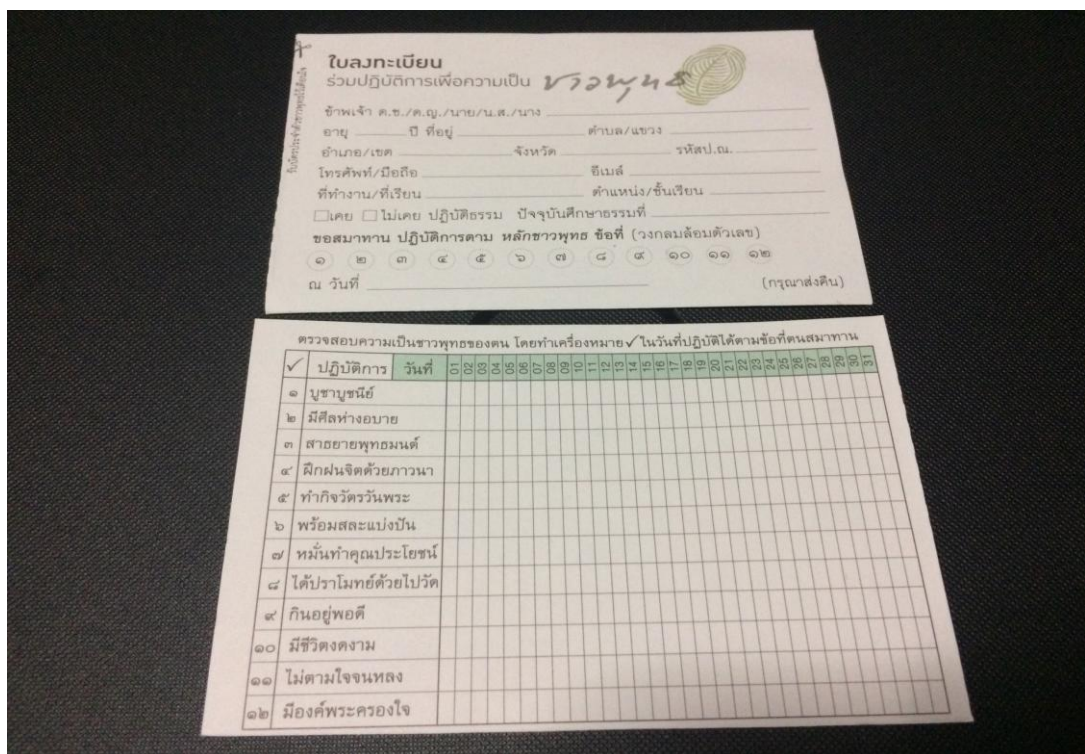 ใบลงทะเบียน
ร่วมปฏิบัติการเพื่อความเป็น ชาวพุทธ
ข้าพเจ้า ด.ช./ด.ญ./นาย/น.ส./นาง
อายุ ปี ที่อยู่ ตำบล/แขวง
อำเภอ/เขต จังหวัด รหัสป.ณ.
โทรศัพท์/มือถือ อีเมล์
ที่ทำงาน/ที่เรียน ตำแหน่ง/ชั้นเรียน
☐เคย ☐ ไม่เคย ปฏิบัติธรรม ปัจจุบันศึกษาธรรมที่
ขอสมาทาน ปฏิบัติการตาม หลักชาวพุทธ ข้อที่ (วงกลมล้อมตัวเลข)
๑ ๒ ๓ ๔ ๕ ๖ ๗ ๘ ๙ ๑๐ ๑๑ ๑๒
ณ วันที่ (กรุณาส่งคืน)
ตรวจสอบความเป็นชาวพุทธของตน โดยทำเครื่องหมาย ✓ ในวันที่ปฏิบัติได้ตามข้อที่ตนสมาทาน
✓ ปฏิบัติการ วันที่ 01 02 03 04 05 06 07 08 09 10 11 12 13 14 15 16 17 18 19 20 21 22 23 24 25 26 27 28 29 30 31
๑ บูชาบูชนีย์
๒ มีศีลห่างอบาย
๓ สาธยายพุทธมนต์
๔ ฝึกฝนจิตด้วยภาวนา
๕ ทำกิจวัตรวันพระ
๖ พร้อมสละแบ่งปัน
๗ หมั่นทำคุณประโยชน์
๘ ได้ปราโมทย์ด้วยไปวัด
๙ กินอยู่พอดี
๑๐ มีชีวิตงดงาม
๑๑ ไม่ตามใจจนหลง
๑๒ มีองค์พระครองใจ